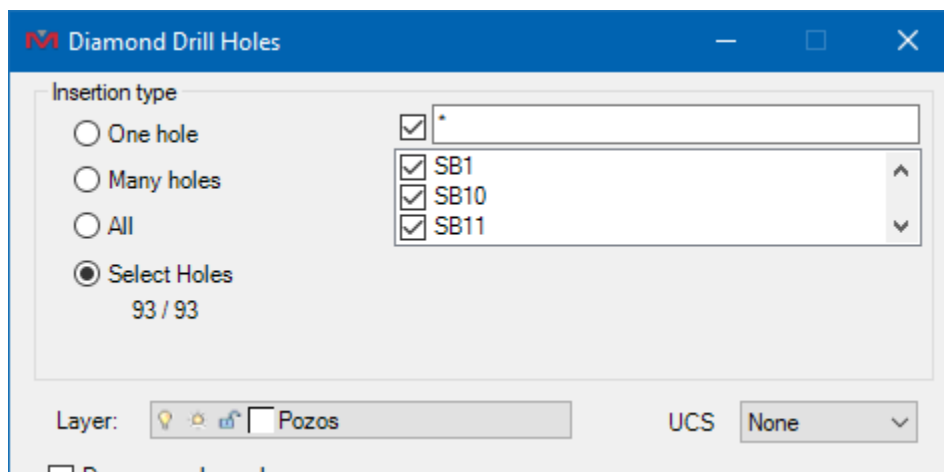 Diamond Drill Holes
Insertion type
One hole
*
Many holes
SB1
SB10
All
SB11
Select Holes
93 / 93
Layer:
Pozos
UCS
None